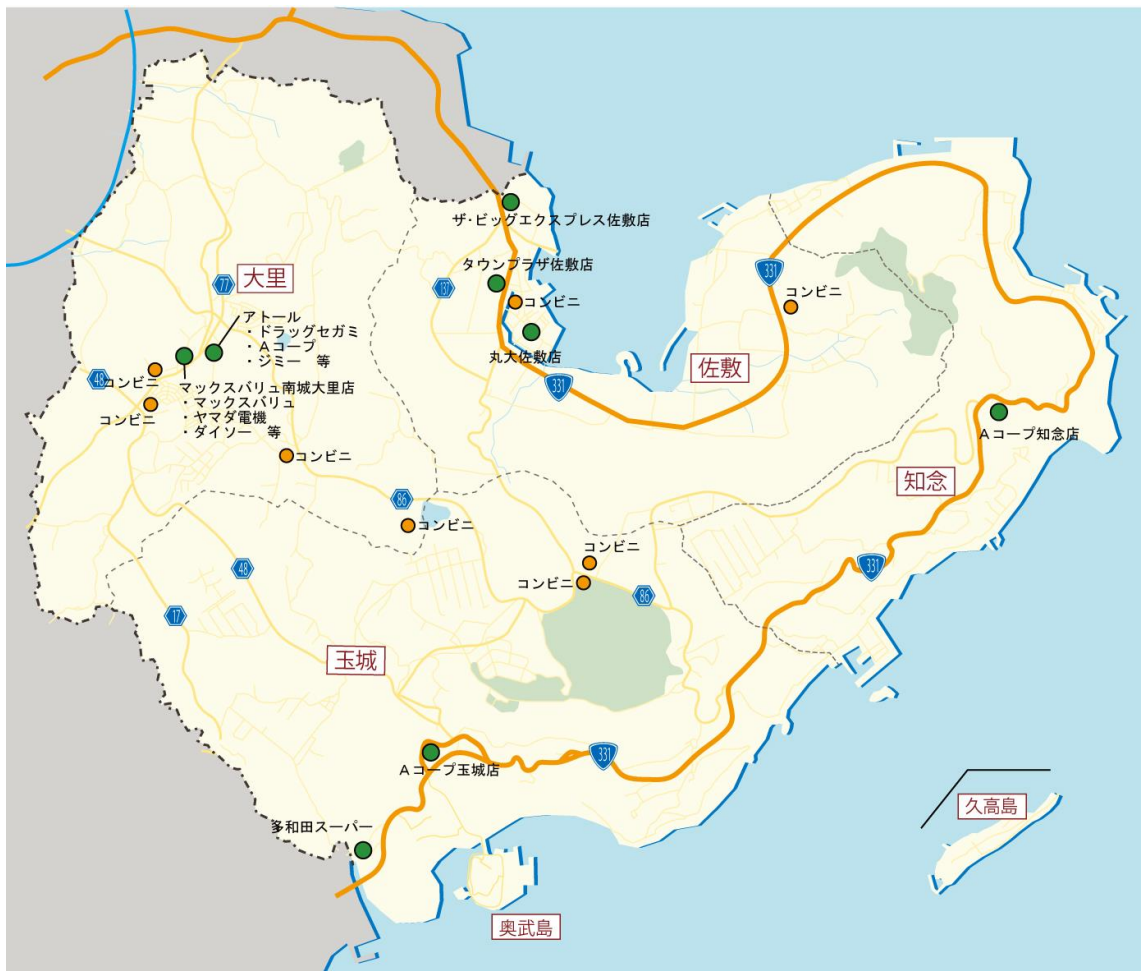 ザ・ビッグエクスプレス佐敷店
タウンプラザ佐敷店
137
コンビニ
丸大佐敷店
331
331
コンビニ
佐敷
大里
77
アトール
・ドラッグセガミ
・Aコープ
・ジミー 等
48
コンビニ
コンビニ
マックスバリュ南城大里店
・マックスバリュ
・ヤマダ電機
・ダイソー 等
コンビニ
86
コンビニ
Aコープ知念店
知念
331
コンビニ
コンビニ
86
48
17
玉城
331
Aコープ玉城店
多和田スーパー
奥武島
久高島